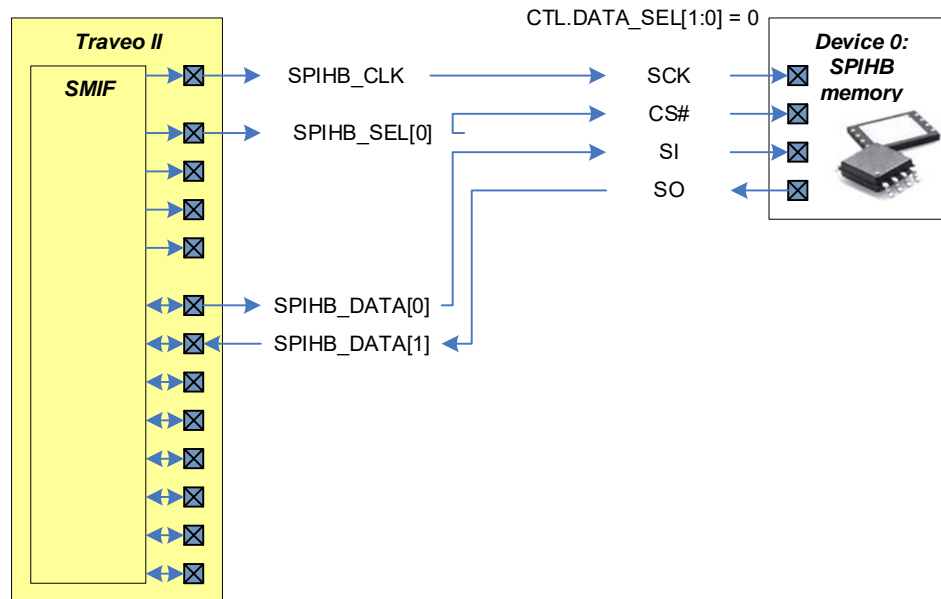 CTL.DATA_SEL[1:0] = 0
Traveo II
SMIF
SPIHB_CLK
SPIHB_SEL[0]
SPIHB_DATA[0]
SPIHB_DATA[1]
SCK
CS#
SI
SO
Device 0:
SPIHB
memory